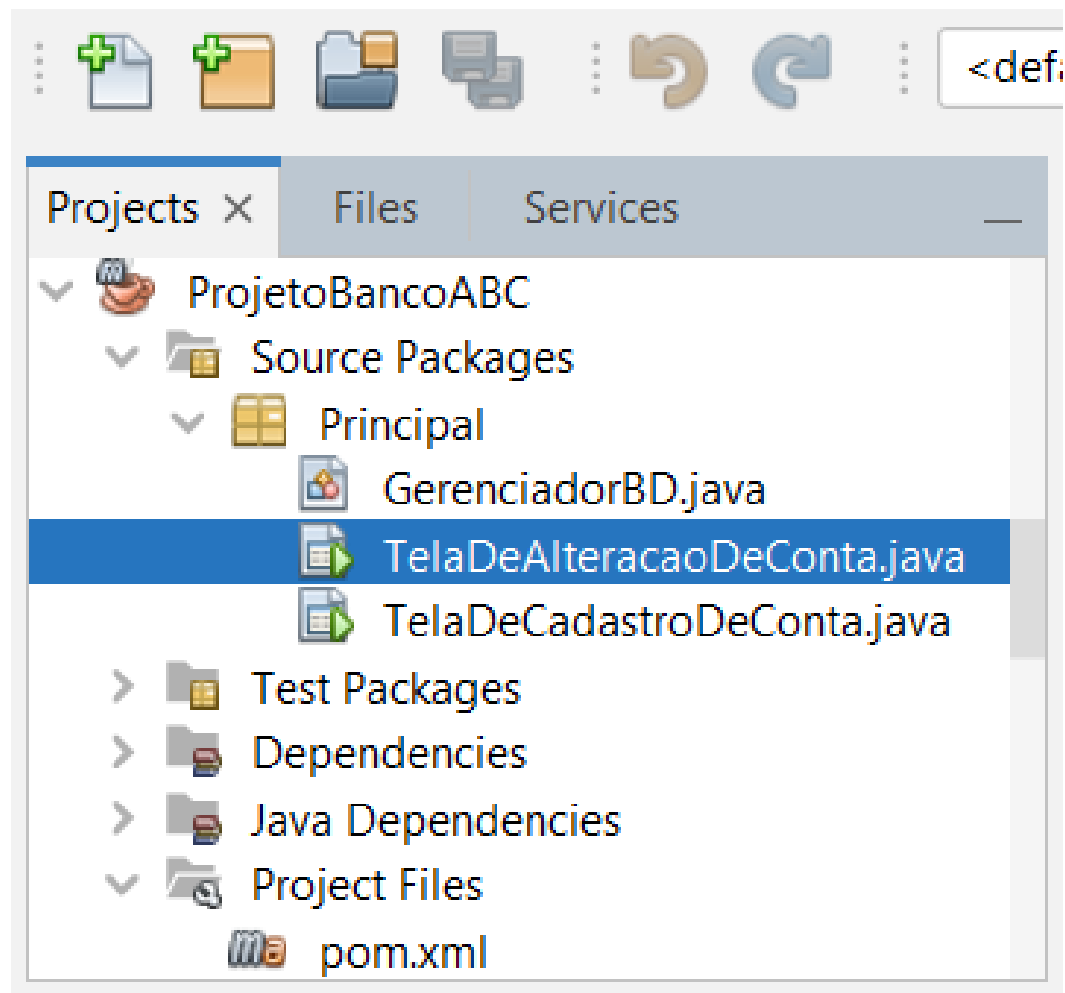 <defa
Projects Files Services
ProjetoBancoABC
Source Packages
Principal
GerenciadorBD.java
TelaDeAlteracaoDeConta.java
TelaDeCadastroDeConta.java
Test Packages
Dependencies
Java Dependencies
Project Files
pom.xml